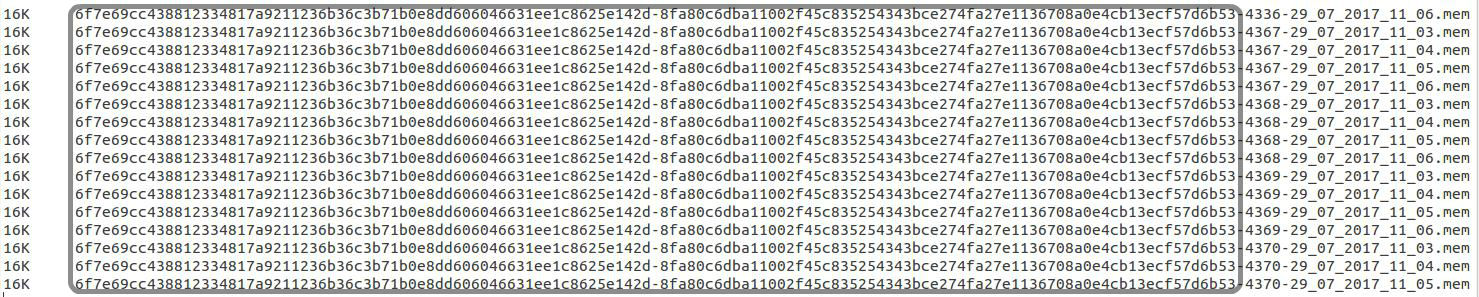 16K 6f7e69cc438812334817a9211236b36c3b71b0e8dd606046631ee1c8625e142d-8fa80c6dba11002f45c835254343bce274fa27e1136708a0e4cb13ecf57d6b53-4336-29_07_2017_11_06.mem
16K 6f7e69cc438812334817a9211236b36c3b71b0e8dd606046631ee1c8625e142d-8fa80c6dba11002f45c835254343bce274fa27e1136708a0e4cb13ecf57d6b53-4367-29_07_2017_11_03.mem
16K 6f7e69cc438812334817a9211236b36c3b71b0e8dd606046631ee1c8625e142d-8fa80c6dba11002f45c835254343bce274fa27e1136708a0e4cb13ecf57d6b53-4367-29_07_2017_11_04.mem
16K 6f7e69cc438812334817a9211236b36c3b71b0e8dd606046631ee1c8625e142d-8fa80c6dba11002f45c835254343bce274fa27e1136708a0e4cb13ecf57d6b53-4367-29_07_2017_11_05.mem
16K 6f7e69cc438812334817a9211236b36c3b71b0e8dd606046631ee1c8625e142d-8fa80c6dba11002f45c835254343bce274fa27e1136708a0e4cb13ecf57d6b53-4367-29_07_2017_11_06.mem
16K 6f7e69cc438812334817a9211236b36c3b71b0e8dd606046631ee1c8625e142d-8fa80c6dba11002f45c835254343bce274fa27e1136708a0e4cb13ecf57d6b53-4368-29_07_2017_11_03.mem
16K 6f7e69cc438812334817a9211236b36c3b71b0e8dd606046631ee1c8625e142d-8fa80c6dba11002f45c835254343bce274fa27e1136708a0e4cb13ecf57d6b53-4368-29_07_2017_11_04.mem
16K 6f7e69cc438812334817a9211236b36c3b71b0e8dd606046631ee1c8625e142d-8fa80c6dba11002f45c835254343bce274fa27e1136708a0e4cb13ecf57d6b53-4368-29_07_2017_11_05.mem
16K 6f7e69cc438812334817a9211236b36c3b71b0e8dd606046631ee1c8625e142d-8fa80c6dba11002f45c835254343bce274fa27e1136708a0e4cb13ecf57d6b53-4368-29_07_2017_11_06.mem
16K 6f7e69cc438812334817a9211236b36c3b71b0e8dd606046631ee1c8625e142d-8fa80c6dba11002f45c835254343bce274fa27e1136708a0e4cb13ecf57d6b53-4369-29_07_2017_11_03.mem
16K 6f7e69cc438812334817a9211236b36c3b71b0e8dd606046631ee1c8625e142d-8fa80c6dba11002f45c835254343bce274fa27e1136708a0e4cb13ecf57d6b53-4369-29_07_2017_11_04.mem
16K 6f7e69cc438812334817a9211236b36c3b71b0e8dd606046631ee1c8625e142d-8fa80c6dba11002f45c835254343bce274fa27e1136708a0e4cb13ecf57d6b53-4369-29_07_2017_11_05.mem
16K 6f7e69cc438812334817a9211236b36c3b71b0e8dd606046631ee1c8625e142d-8fa80c6dba11002f45c835254343bce274fa27e1136708a0e4cb13ecf57d6b53-4369-29_07_2017_11_06.mem
16K 6f7e69cc438812334817a9211236b36c3b71b0e8dd606046631ee1c8625e142d-8fa80c6dba11002f45c835254343bce274fa27e1136708a0e4cb13ecf57d6b53-4370-29_07_2017_11_03.mem
16K 6f7e69cc438812334817a9211236b36c3b71b0e8dd606046631ee1c8625e142d-8fa80c6dba11002f45c835254343bce274fa27e1136708a0e4cb13ecf57d6b53-4370-29_07_2017_11_04.mem
16K 6f7e69cc438812334817a9211236b36c3b71b0e8dd606046631ee1c8625e142d-8fa80c6dba11002f45c835254343bce274fa27e1136708a0e4cb13ecf57d6b53-4370-29_07_2017_11_05.mem